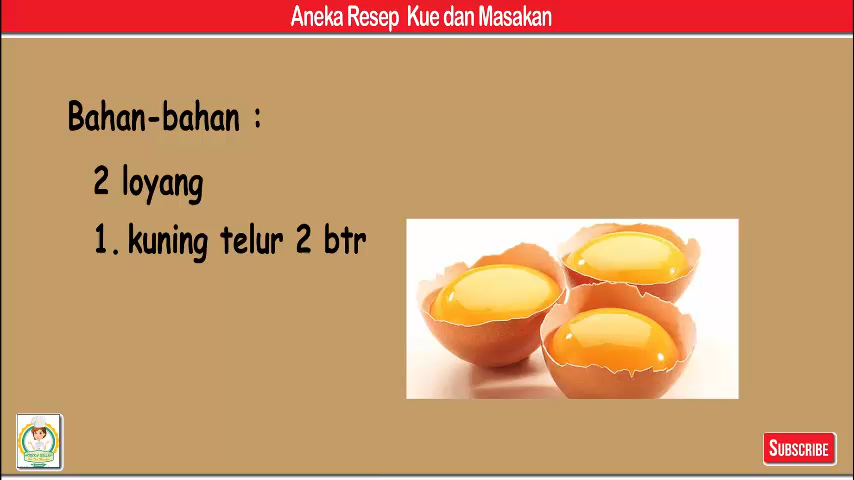 Aneka Resep Kue dan Masakan
Bahan-bahan :
2 loyang
1. kuning telur 2 btr
SUBSCRIBE